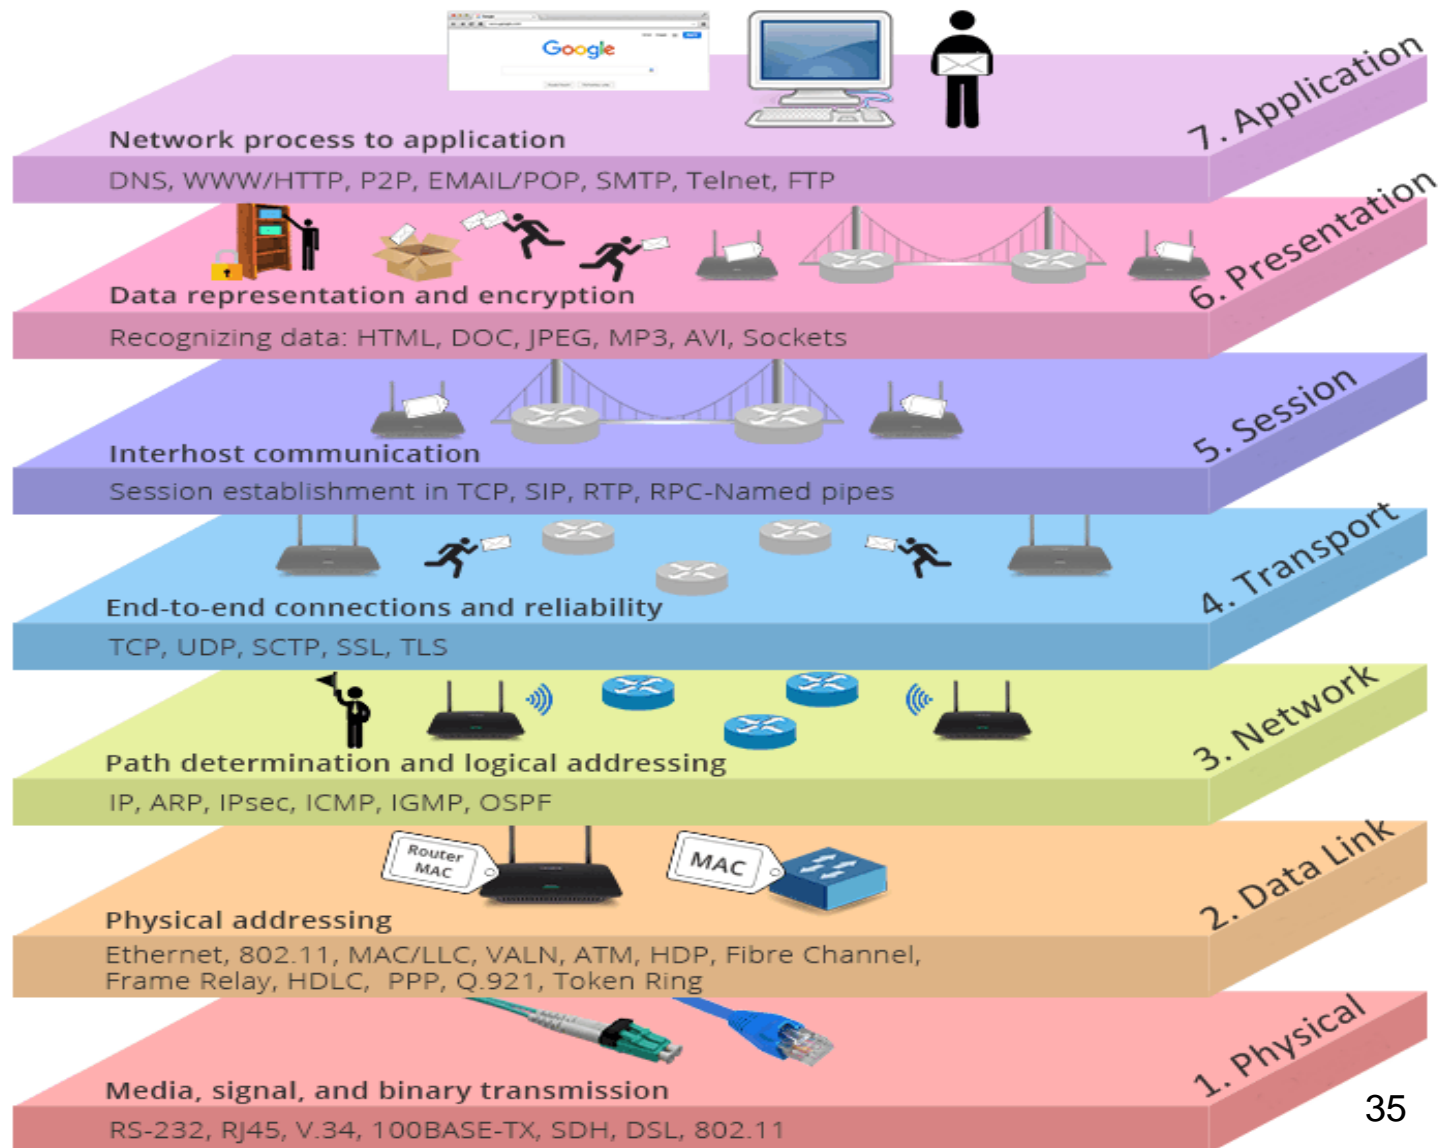 Google
Network process to application
7. Application
DNS, WWW/HTTP, P2P, EMAIL/POP, SMTP, Telnet, FTP
Data representation and encryption
6. Presentation
Recognizing data: HTML, DOC, JPEG, MP3, AVI, Sockets
Interhost communication
5. Session
Session establishment in TCP, SIP, RTP, RPC-Named pipes
End-to-end connections and reliability
4. Transport
TCP, UDP, SCTP, SSL, TLS
Path determination and logical addressing
3. Network
IP, ARP, IPsec, ICMP, IGMP, OSPF
Router
MAC
MAC
Physical addressing
2. Data Link
Ethernet, 802.11, MAC/LLC, VALN, ATM, HDP, Fibre Channel,
Frame Relay, HDLC, PPP, Q.921, Token Ring
Media, signal, and binary transmission
1. Physical
RS-232, RJ45, V.34, 100BASE-TX, SDH, DSL, 802.11
35